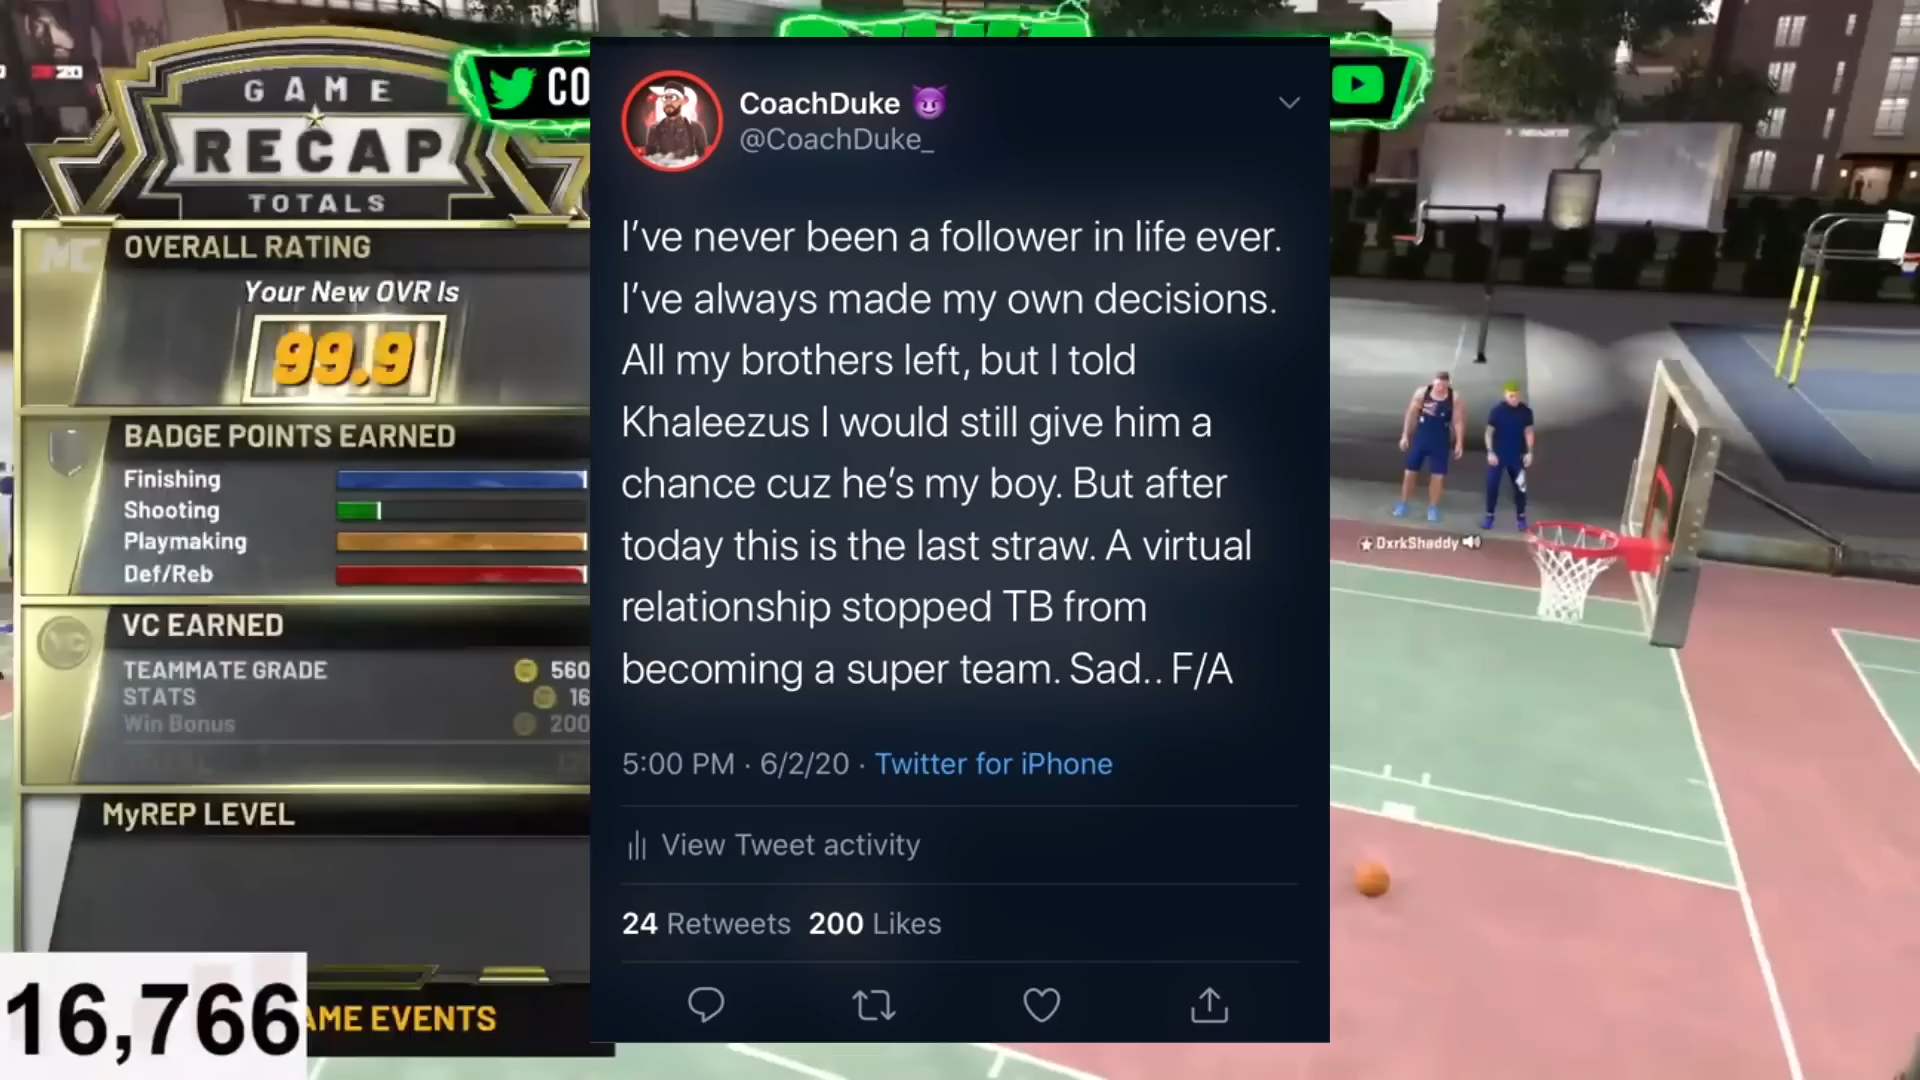 20
GAME
RECAP
TOTALS
OVERALL RATING
Your New OVR Is
99.9
BADGE POINTS EARNED
Finishing
Shooting
Playmaking
Def/Reb
VC EARNED
TEAMMATE GRADE 560
STATS 16
Win Bonus 200
MyREP LEVEL
AME EVENTS
16,766
CO
CoachDuke 😈
@CoachDuke_
I’ve never been a follower in life ever.
I’ve always made my own decisions.
All my brothers left, but I told
Khaleezus I would still give him a
chance cuz he’s my boy. But after
today this is the last straw. A virtual
relationship stopped TB from
becoming a super team. Sad.. F/A
5:00 PM · 6/2/20 · Twitter for iPhone
View Tweet activity
24 Retweets 200 Likes
DxrkShaddy